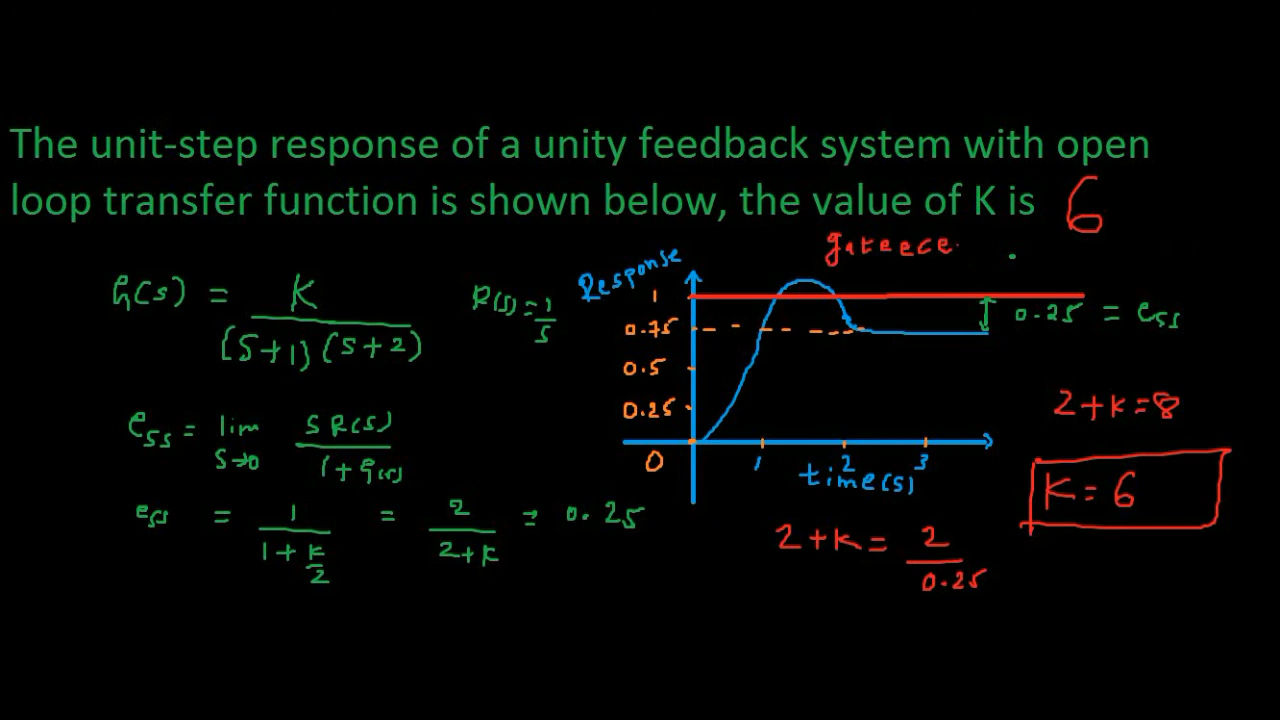 The unit-step response of a unity feedback system with open
loop transfer function is shown below, the value of K is 6
gateece.
G(s) = K / (S+1)(S+2)
R(s) = 1/s
Response
1
0.75
0.5
0.25
0
1 2 3
time(s)
0.25 = ess
ess = lim S→0 S R(s) / 1+G(s)
ess = 1 / 1+K/2 = 2 / 2+K = 0.25
2+K = 2 / 0.25
2+K=8
K=6